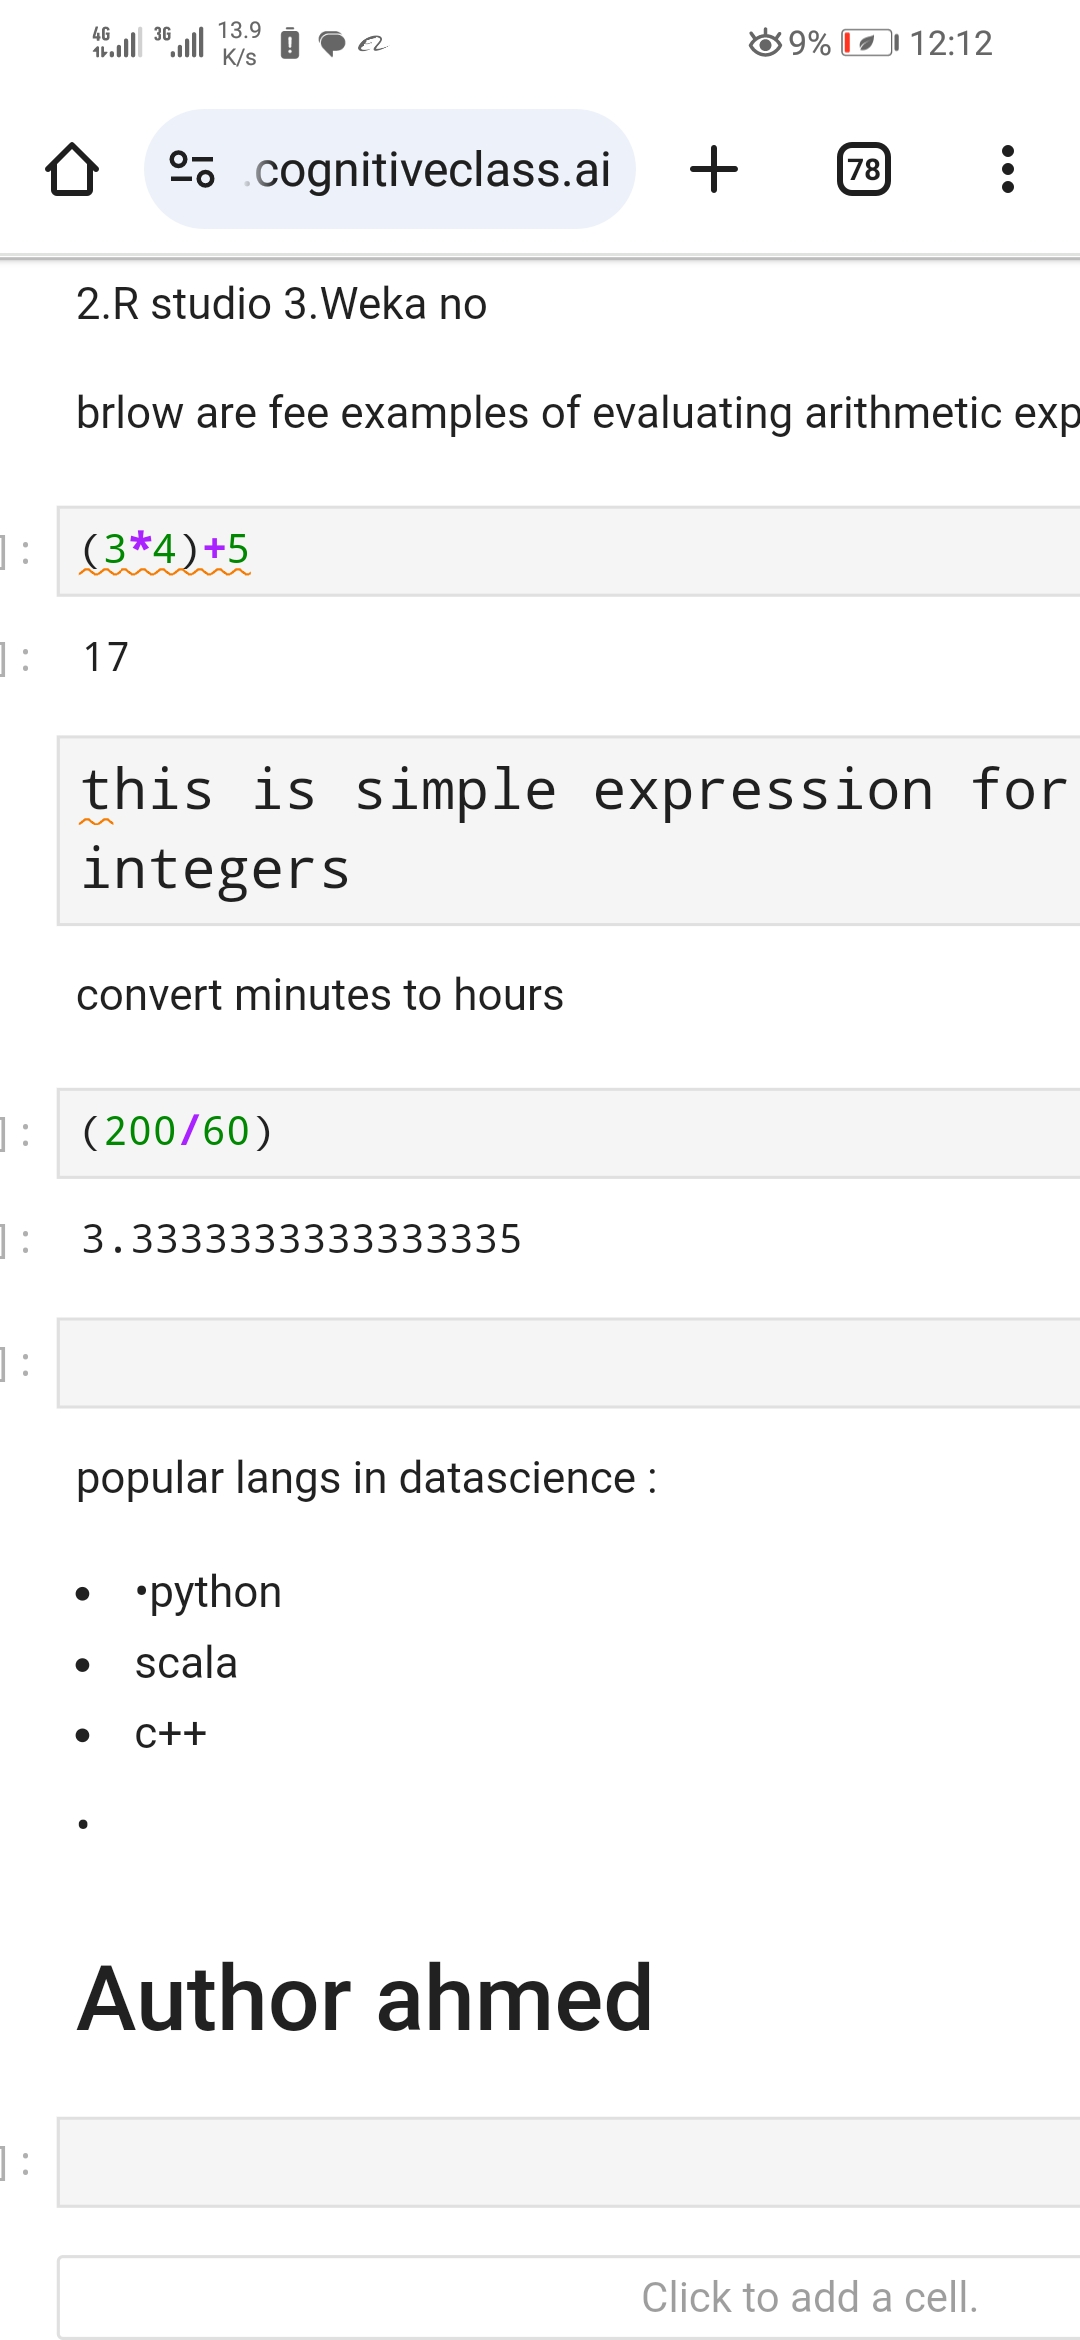 4G 3G 13.9 K/s 9% 12:12
.cognitiveclass.ai 78
2.R studio 3.Weka no
brlow are fee examples of evaluating arithmetic exp
]: (3*4)+5
]: 17
this is simple expression for
integers
convert minutes to hours
]: (200/60)
]: 3.3333333333333335
]:
popular langs in datascience :
• •python
• scala
• c++
•
Author ahmed
]:
Click to add a cell.